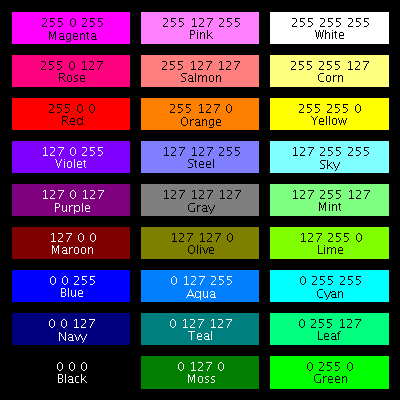 255 0 255
Magenta
255 127 255
Pink
255 255 255
White
255 0 127
Rose
255 127 127
Salmon
255 255 127
Corn
255 0 0
Red
255 127 0
Orange
255 255 0
Yellow
127 0 255
Violet
127 127 255
Steel
127 255 255
Sky
127 0 127
Purple
127 127 127
Gray
127 255 127
Mint
127 0 0
Maroon
127 127 0
Olive
127 255 0
Lime
0 0 255
Blue
0 127 255
Aqua
0 255 255
Cyan
0 0 127
Navy
0 127 127
Teal
0 255 127
Leaf
0 0 0
Black
0 127 0
Moss
0 255 0
Green